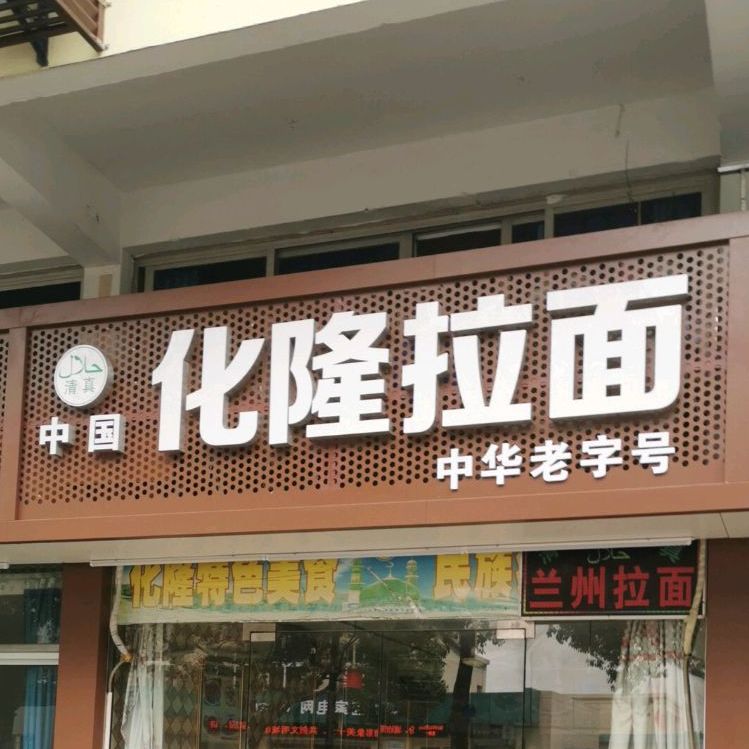 حلال
清真
中国
化隆拉面
中华老字号
化隆特色美食
民族
حلال
兰州拉面